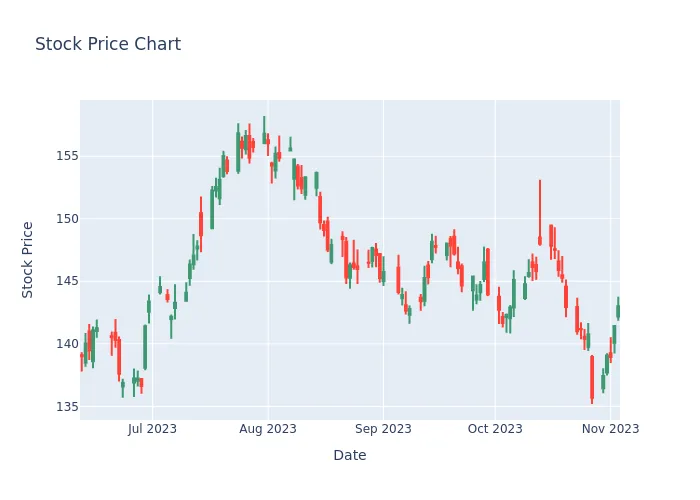 Stock Price Chart
Stock Price
155
150
145
140
135
Jul 2023
Aug 2023
Sep 2023
Oct 2023
Nov 2023
Date